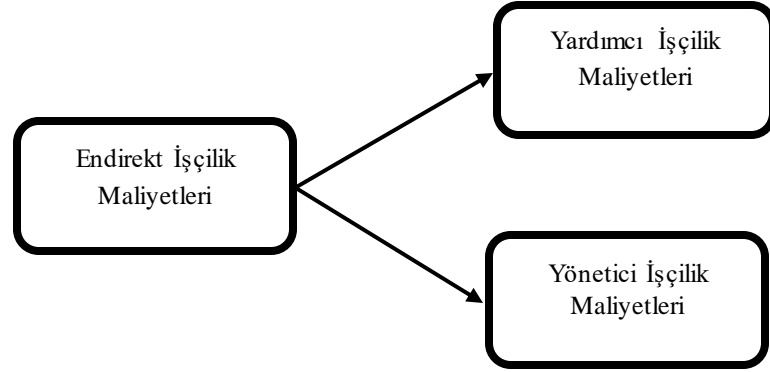 Yardımcı İşçilik
Maliyetleri
Endirekt İşçilik
Maliyetleri
Yönetici İşçilik
Maliyetleri